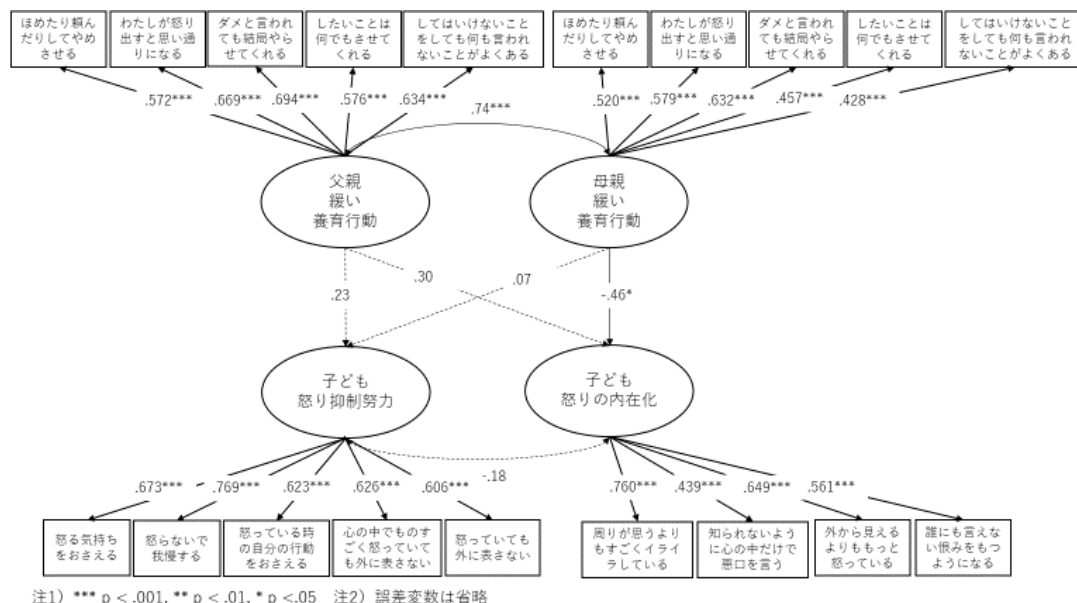 ほめたり頼ん
だりしてやめ
させる
わたしが怒り
出すと思い通
りになる
ダメと言われ
ても結局やら
せてくれる
したいことは
何でもさせて
くれる
してはいけないこと
をしても何も言われ
ないことがよくある
ほめたり頼ん
だりしてやめ
させる
わたしが怒り
出すと思い通
りになる
ダメと言われ
ても結局やら
せてくれる
したいことは
何でもさせて
くれる
してはいけないこと
をしても何も言われ
ないことがよくある
.572***
.669***
.694***
.576***
.634***
.74***
.520***
.579***
.632***
.457***
.428***
父親
緩い
養育行動
母親
緩い
養育行動
.23
.30
.07
-.46*
子ども
怒り抑制努力
子ども
怒りの内在化
-.18
.673***
.769***
.623***
.626***
.606***
.760***
.439***
.649***
.561***
怒る気持ち
をおさえる
怒らないで
我慢する
怒っている時
の自分の行動
をおさえる
心の中でものす
ごく怒っていて
も外に表さない
怒っていても
外に表さない
周りが思うより
もすごくイライ
ラしている
知られないよう
に心の中だけで
悪口を言う
外から見える
よりももっと
怒っている
誰にも言えな
い恨みをもつ
ようになる
注1）*** p < .001, ** p < .01, * p <.05 注2）誤差変数は省略